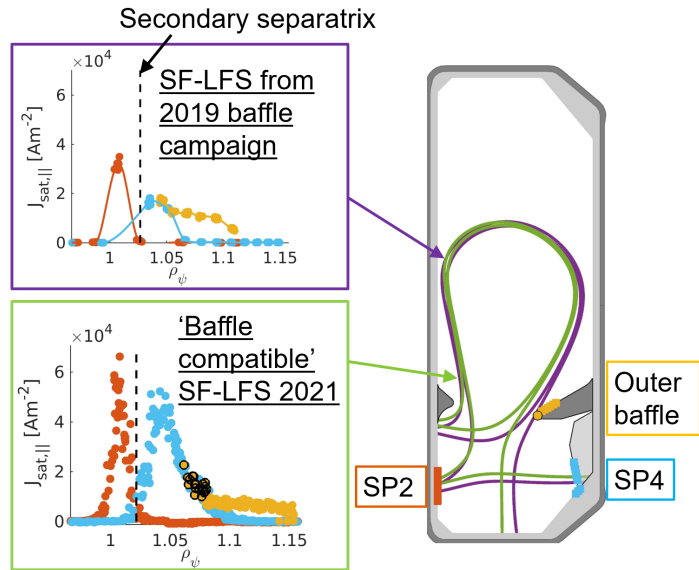 Secondary separatrix
×10⁴
SF-LFS from
2019 baffle
campaign
6
4
2
0
J_sat,|| [Am⁻²]
1
1.05
1.1
1.15
ρ_ψ
×10⁴
'Baffle
compatible'
SF-LFS 2021
6
4
2
0
J_sat,|| [Am⁻²]
1
1.05
1.1
1.15
ρ_ψ
Outer
baffle
SP2
SP4